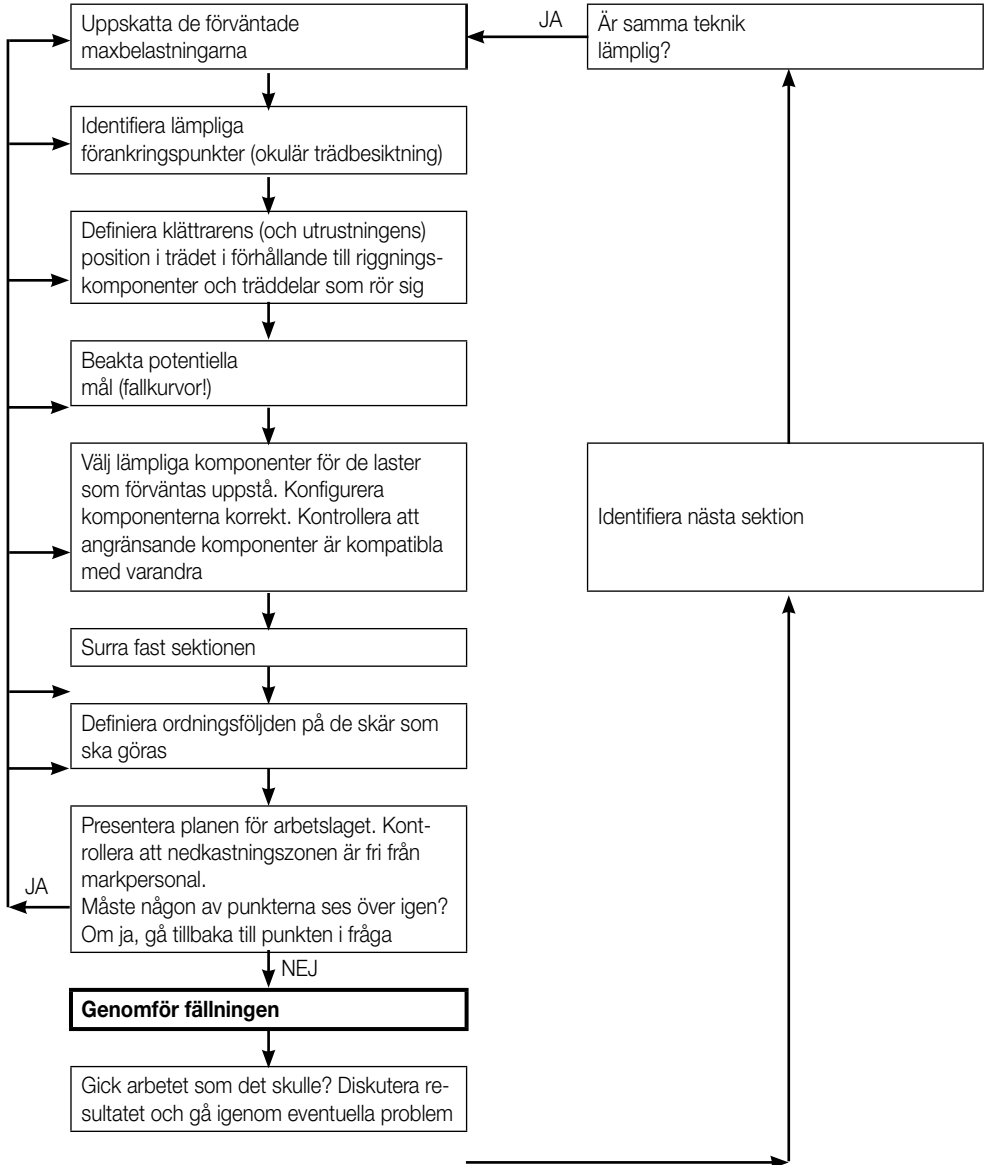 Uppskatta de förväntade
maxbelastningarna
JA
Är samma teknik
lämplig?
Identifiera lämpliga
förankringspunkter (okulär trädbesiktning)
Definiera klättrarens (och utrustningens)
position i trädet i förhållande till riggnings-
komponenter och träddelar som rör sig
Beakta potentiella
mål (fallkurvor!)
Välj lämpliga komponenter för de laster
som förväntas uppstå. Konfigurera
komponenterna korrekt. Kontrollera att
angränsande komponenter är kompatibla
med varandra
Identifiera nästa sektion
Surra fast sektionen
Definiera ordningsföljden på de skär som
ska göras
Presentera planen för arbetslaget. Kont-
rollera att nedkastningszonen är fri från
markpersonal.
Måste någon av punkterna ses över igen?
Om ja, gå tillbaka till punkten i fråga
JA
NEJ
Genomför fällningen
Gick arbetet som det skulle? Diskutera re-
sultatet och gå igenom eventuella problem